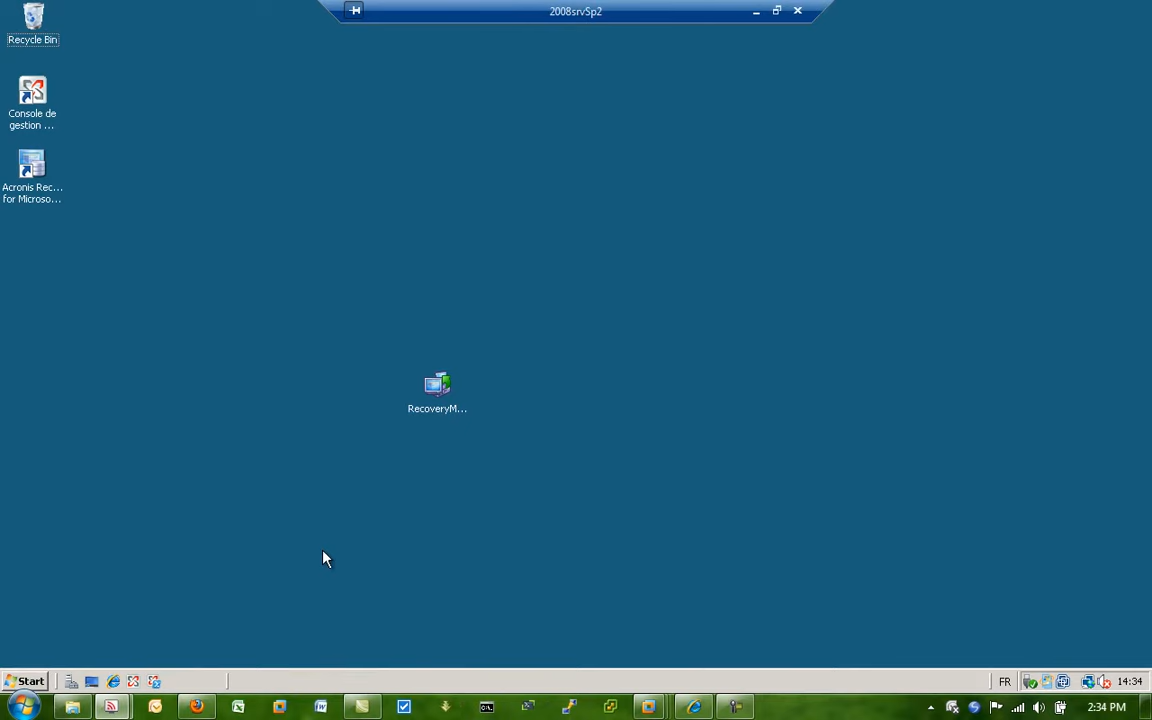 2008srvSp2
Recycle Bin
Console de
gestion ...
Acronis Rec...
for Microso...
RecoveryM...
Start
FR
14:34
2:34 PM